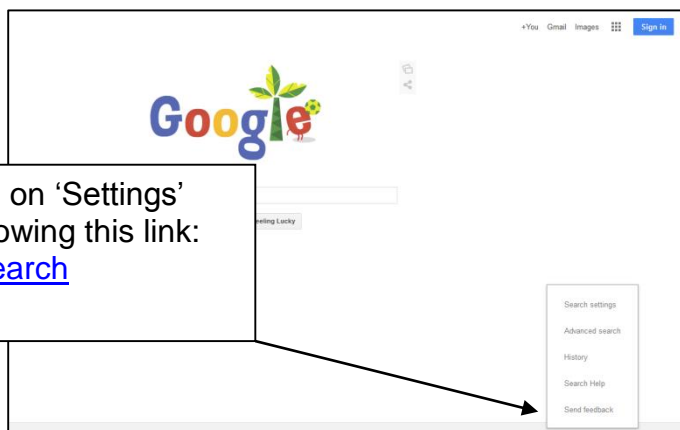 +You Gmail Images Sign in
Google
on ‘Settings’
owing this link:
earch
eeling Lucky
Search settings
Advanced search
History
Search Help
Send feedback